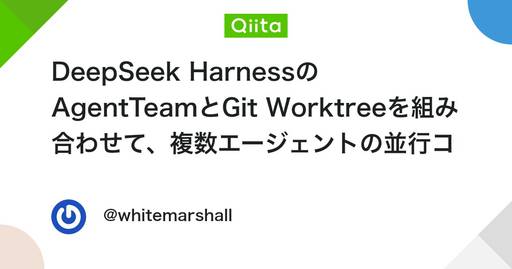 Qiita
DeepSeek Harnessの
AgentTeamとGit Worktreeを組み
合わせて、複数エージェントの並行コ
@whitemarshall